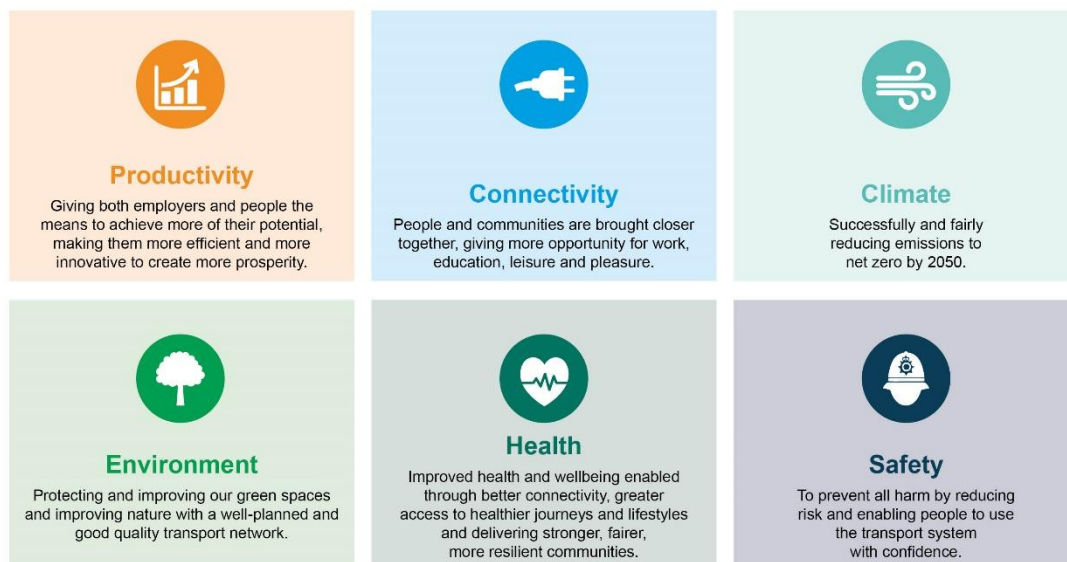 Productivity
Giving both employers and people the
means to achieve more of their potential,
making them more efficient and more
innovative to create more prosperity.
Connectivity
People and communities are brought closer
together, giving more opportunity for work,
education, leisure and pleasure.
Climate
Successfully and fairly
reducing emissions to
net zero by 2050.
Environment
Protecting and improving our green spaces
and improving nature with a well-planned and
good quality transport network.
Health
Improved health and wellbeing enabled
through better connectivity, greater
access to healthier journeys and lifestyles
and delivering stronger, fairer,
more resilient communities.
Safety
To prevent all harm by reducing
risk and enabling people to use
the transport system
with confidence.